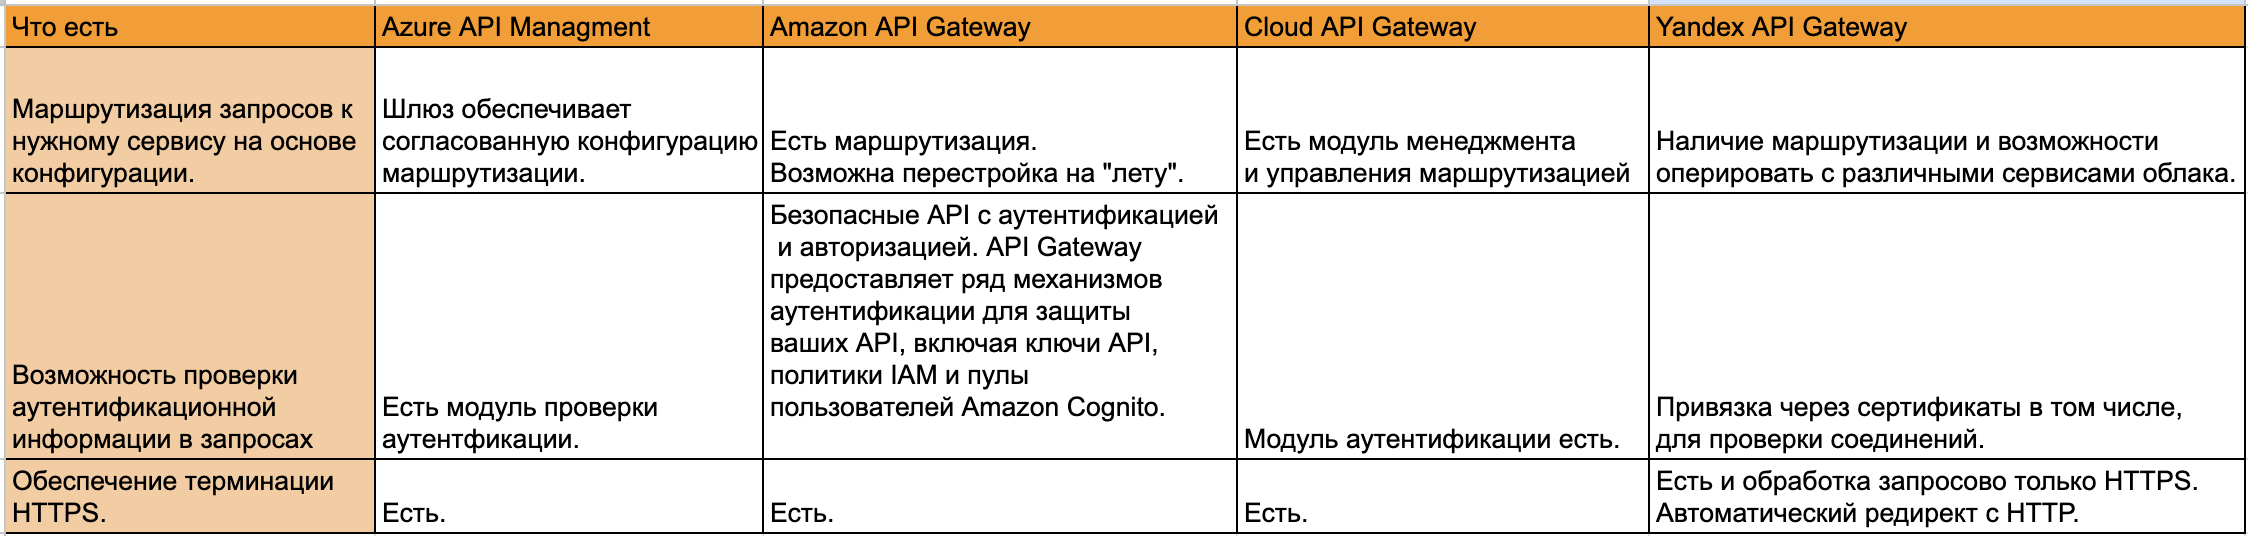 Что есть
Azure API Managment
Amazon API Gateway
Cloud API Gateway
Yandex API Gateway
Маршрутизация запросов к
нужному сервису на основе
конфигурации.
Шлюз обеспечивает
согласованную конфигурацию
маршрутизации.
Есть маршрутизация.
Возможна перестройка на "лету".
Есть модуль менеджмента
и управления маршрутизацией
Наличие маршрутизации и возможности
оперировать с различными сервисами облака.
Возможность проверки
аутентификационной
информации в запросах
Есть модуль проверки
аутентфикации.
Безопасные API с аутентификацией
и авторизацией. API Gateway
предоставляет ряд механизмов
аутентификации для защиты
ваших API, включая ключи API,
политики IAM и пулы
пользователей Amazon Cognito.
Модуль аутентификации есть.
Привязка через сертификаты в том числе,
для проверки соединений.
Обеспечение терминации
HTTPS.
Есть.
Есть.
Есть.
Есть и обработка запросово только HTTPS.
Автоматический редирект с HTTP.